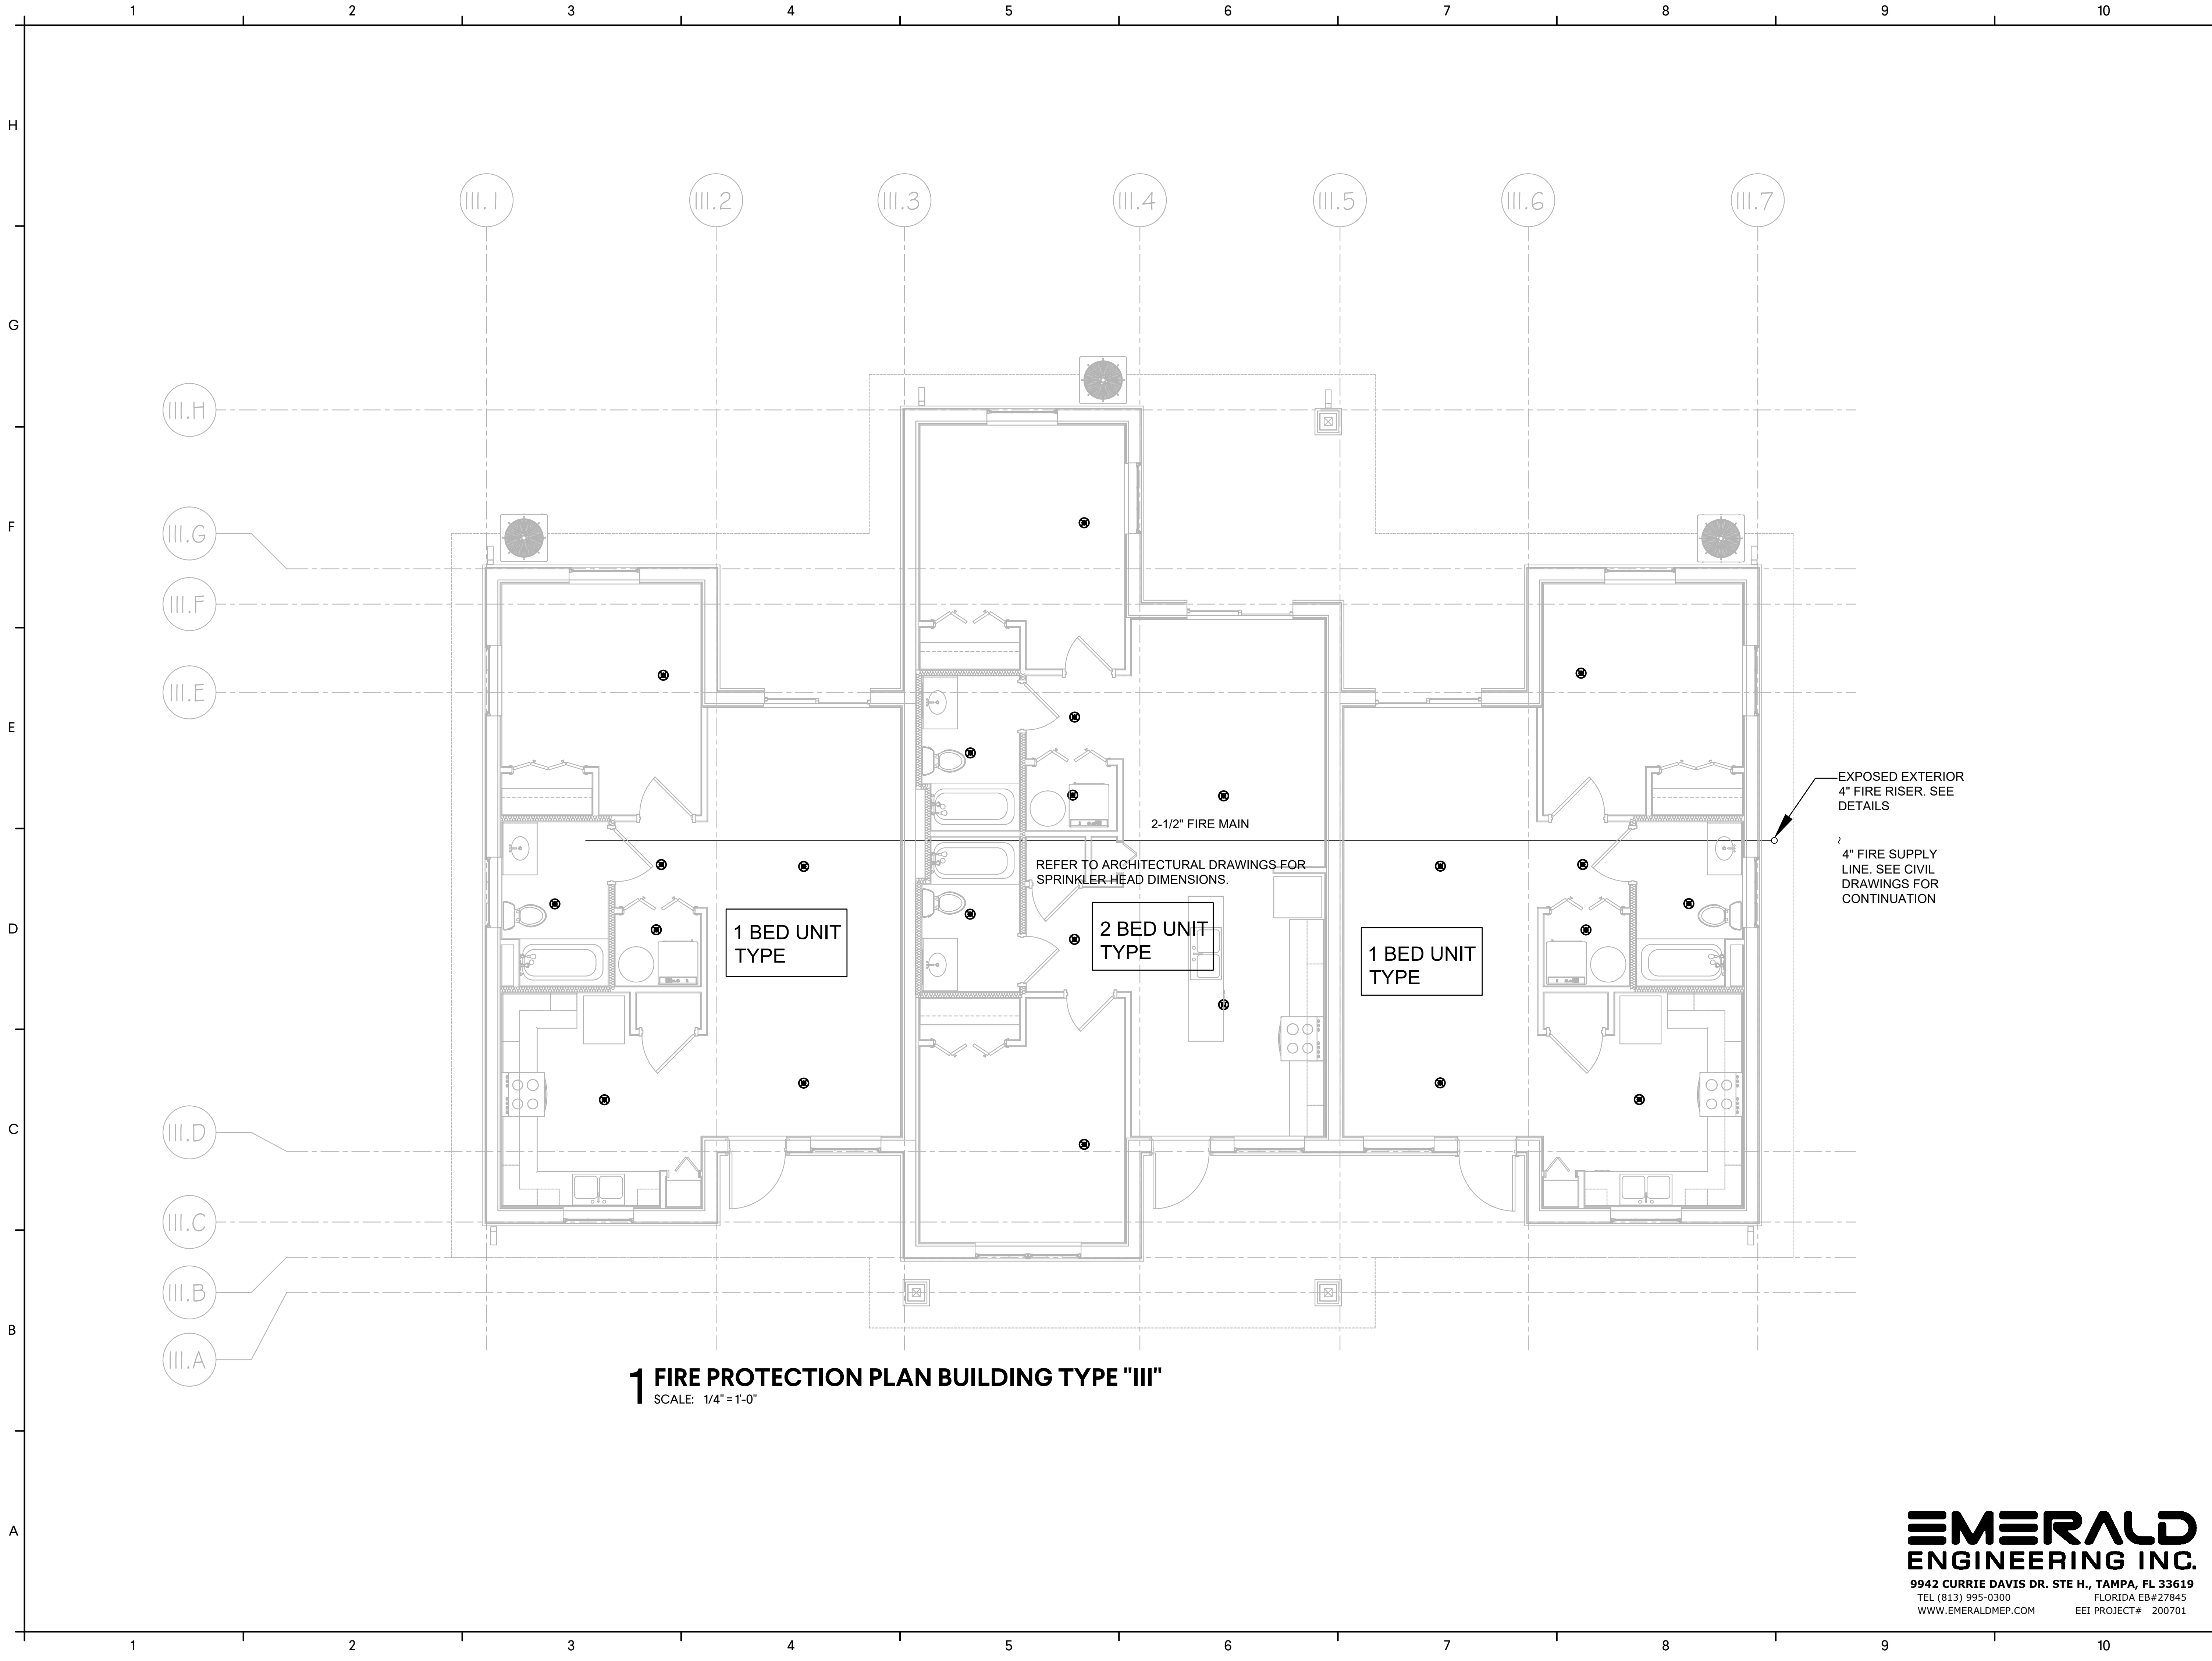 1 2 3 4 5 6 7 8 9 10
H
G
F
E
D
C
B
A
III.1 III.2 III.3 III.4 III.5 III.6 III.7
III.H
III.G
III.F
III.E
III.D
III.C
III.B
III.A
EXPOSED EXTERIOR
4" FIRE RISER. SEE
DETAILS
2-1/2" FIRE MAIN
~
4" FIRE SUPPLY
LINE. SEE CIVIL
DRAWINGS FOR
CONTINUATION
REFER TO ARCHITECTURAL DRAWINGS FOR
SPRINKLER HEAD DIMENSIONS.
1 BED UNIT
TYPE
2 BED UNIT
TYPE
1 BED UNIT
TYPE
1 FIRE PROTECTION PLAN BUILDING TYPE "III"
SCALE: 1/4" = 1'-0"
EMERALD
ENGINEERING INC.
9942 CURRIE DAVIS DR. STE H., TAMPA, FL 33619
TEL (813) 995-0300 FLORIDA EB#27845
WWW.EMERALDMEP.COM EEI PROJECT# 200701
1 2 3 4 5 6 7 8 9 10